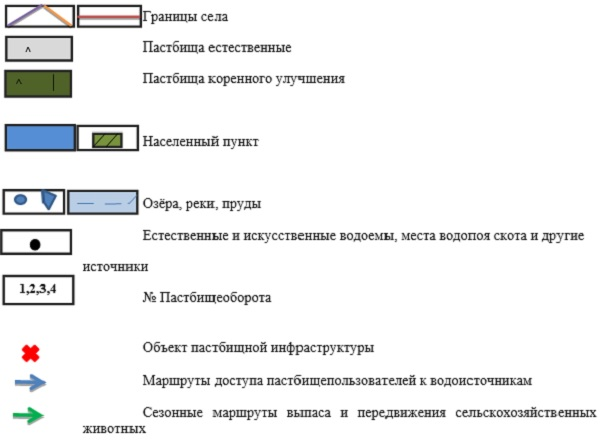 Границы села
Пастбища естественные
Пастбища коренного улучшения
Населенный пункт
Озёра, реки, пруды
Естественные и искусственные водоемы, места водопоя скота и другие
источники
1,2,3,4
№ Пастбищеоборота
Объект пастбищной инфраструктуры
Маршруты доступа пастбищепользователей к водоисточникам
Сезонные маршруты выпаса и передвижения сельскохозяйственных
животных